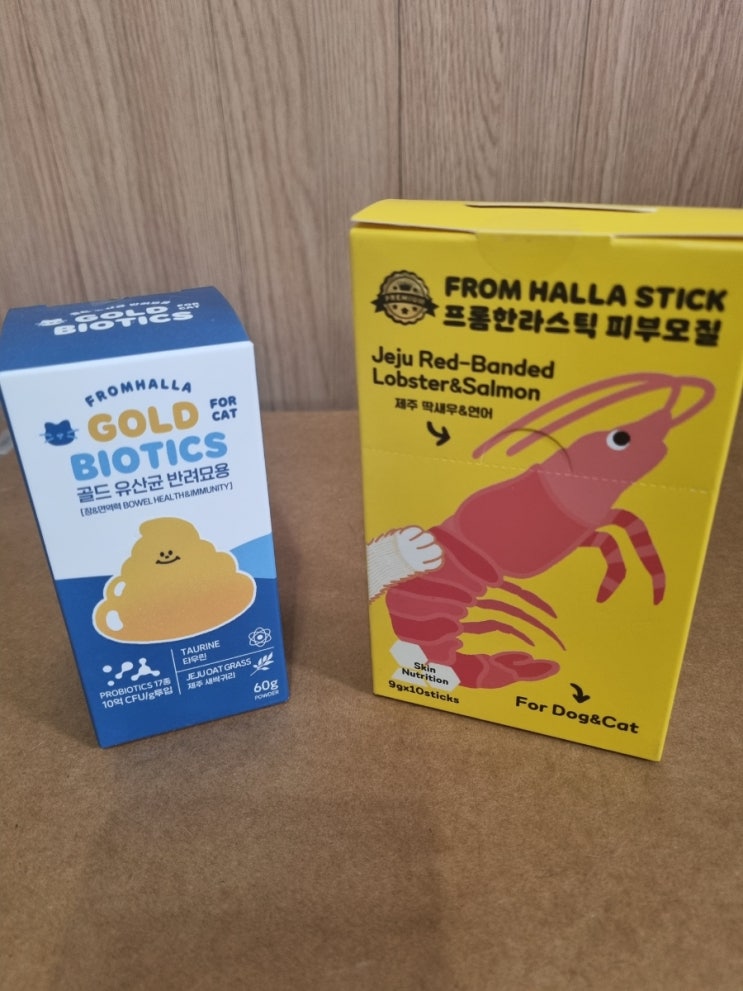 GOLD
BIOTICS
FOR
CAT
FROMHALLA
GOLD
BIOTICS
FOR
CAT
골드 유산균 반려묘용
[장&면역력 BOWEL HEALTH&IMMUNITY]
PROBIOTICS 17종
10억 CFU/g투입
TAURINE
타우린
JEJU OAT GRASS
제주 새싹귀리
60g
POWDER
PREMIUM
FROM HALLA STICK
프롬한라스틱 피부모질
Jeju Red-Banded
Lobster&Salmon
제주 딱새우&연어
Skin
Nutrition
9gx10sticks
For Dog&Cat